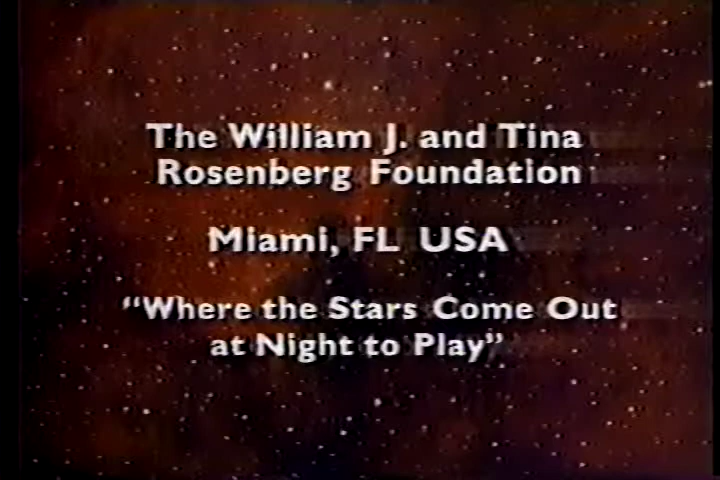 The William J. and Tina
Rosenberg Foundation
Miami, FL USA
“Where the Stars Come Out
at Night to Play”